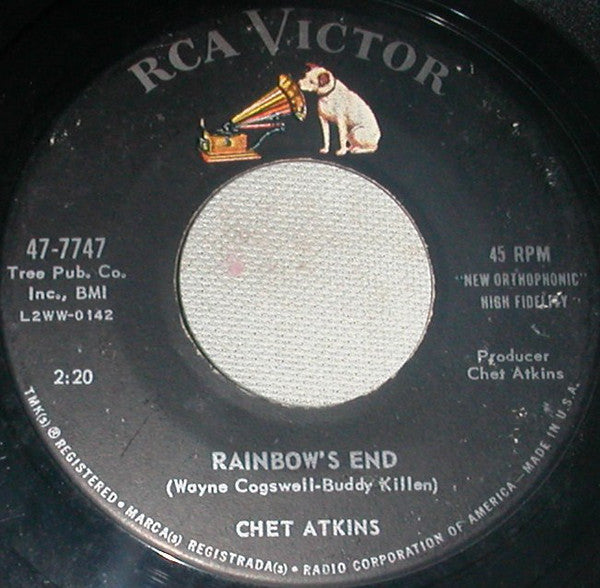 RCA VICTOR
47-7747
Tree Pub. Co.
Inc., BMI
L2WW-0142
2:20
45 RPM
"NEW ORTHOPHONIC"
HIGH FIDELITY
Producer
Chet Atkins
RAINBOW'S END
(Wayne Cogswell-Buddy Killen)
CHET ATKINS
TMK(s) ® REGISTERED • MARCA(s) REGISTRADA(s) • RADIO CORPORATION OF AMERICA - MADE IN U.S.A.